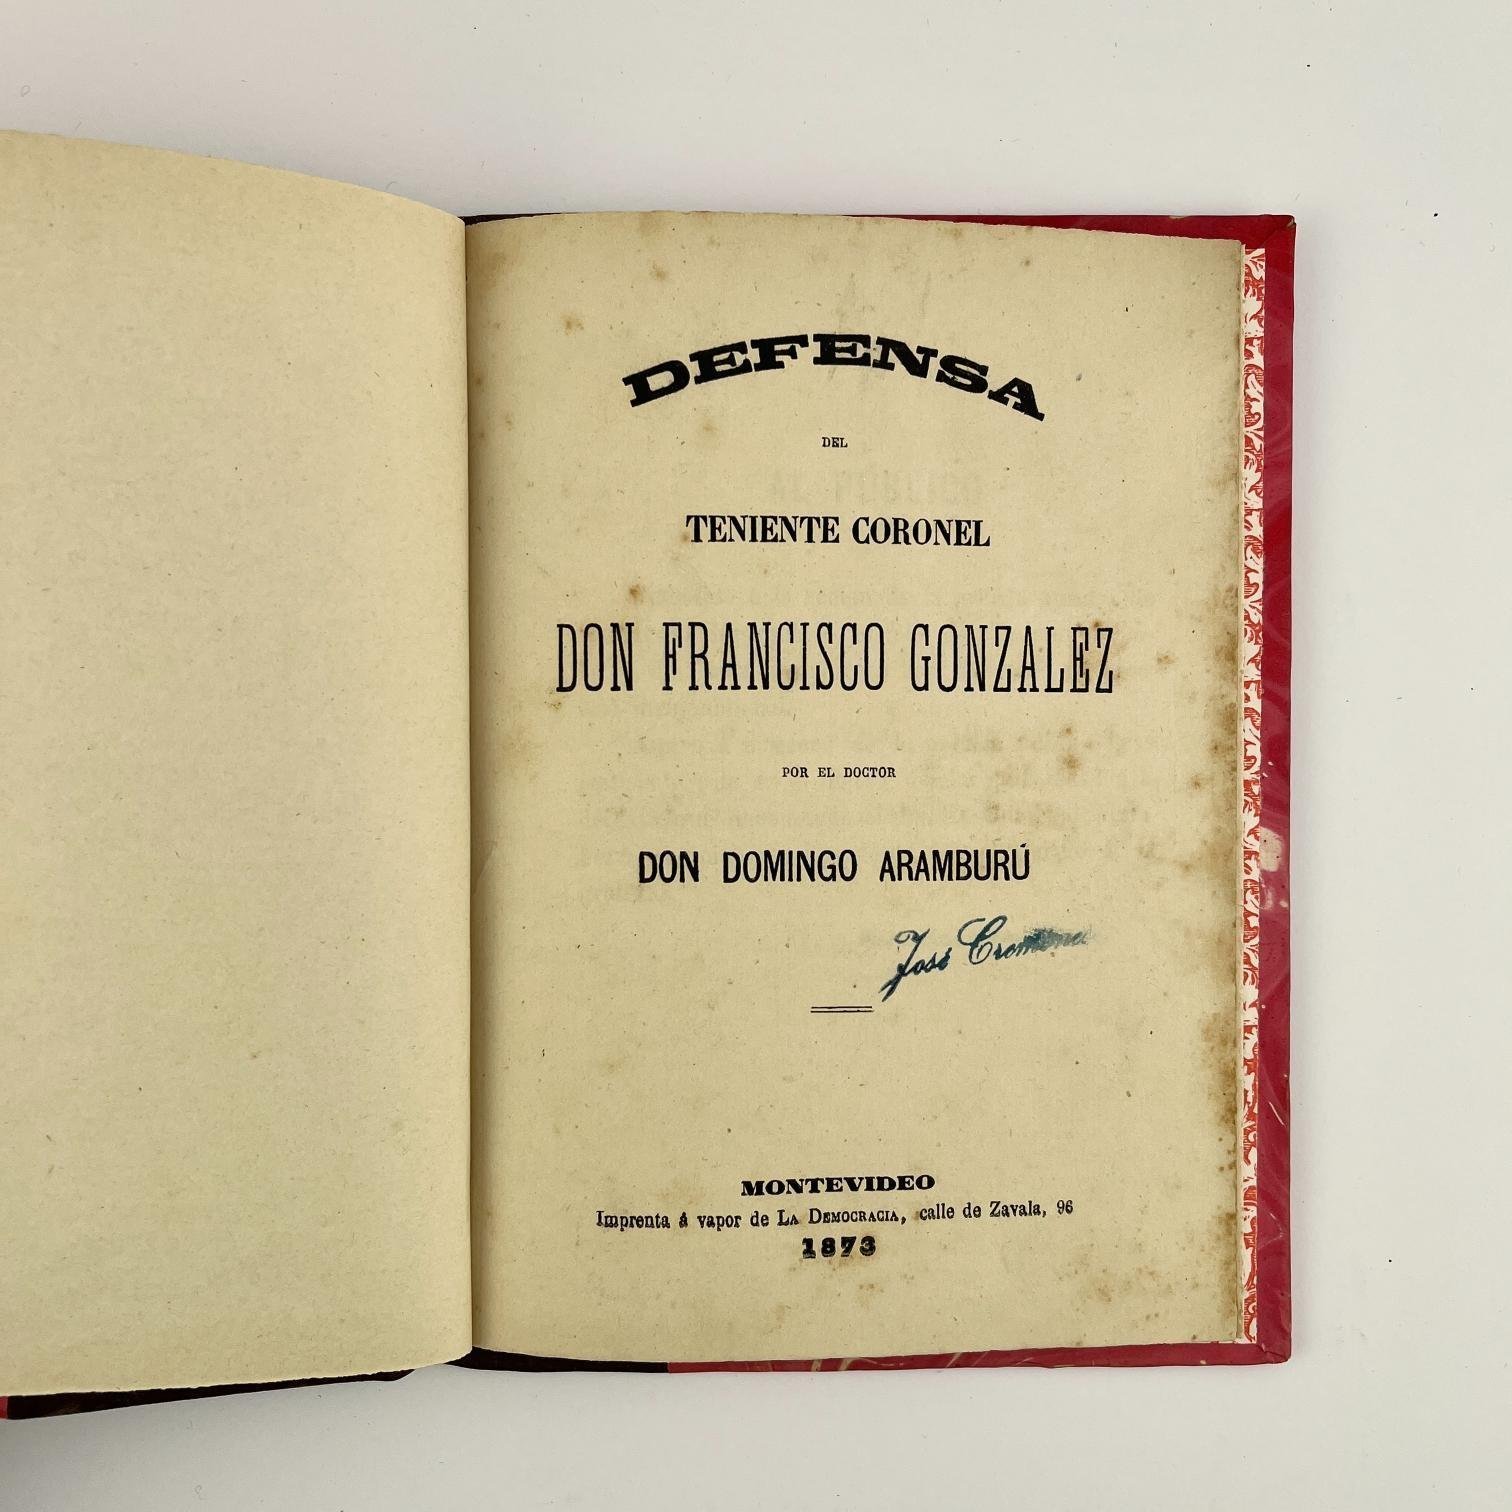 DEFENSA
DEL
TENIENTE CORONEL
DON FRANCISCO GONZALEZ
POR EL DOCTOR
DON DOMINGO ARAMBURÚ
José
MONTEVIDEO
Imprenta á vapor de LA DEMOCRACIA, calle de Zavala, 96
1873